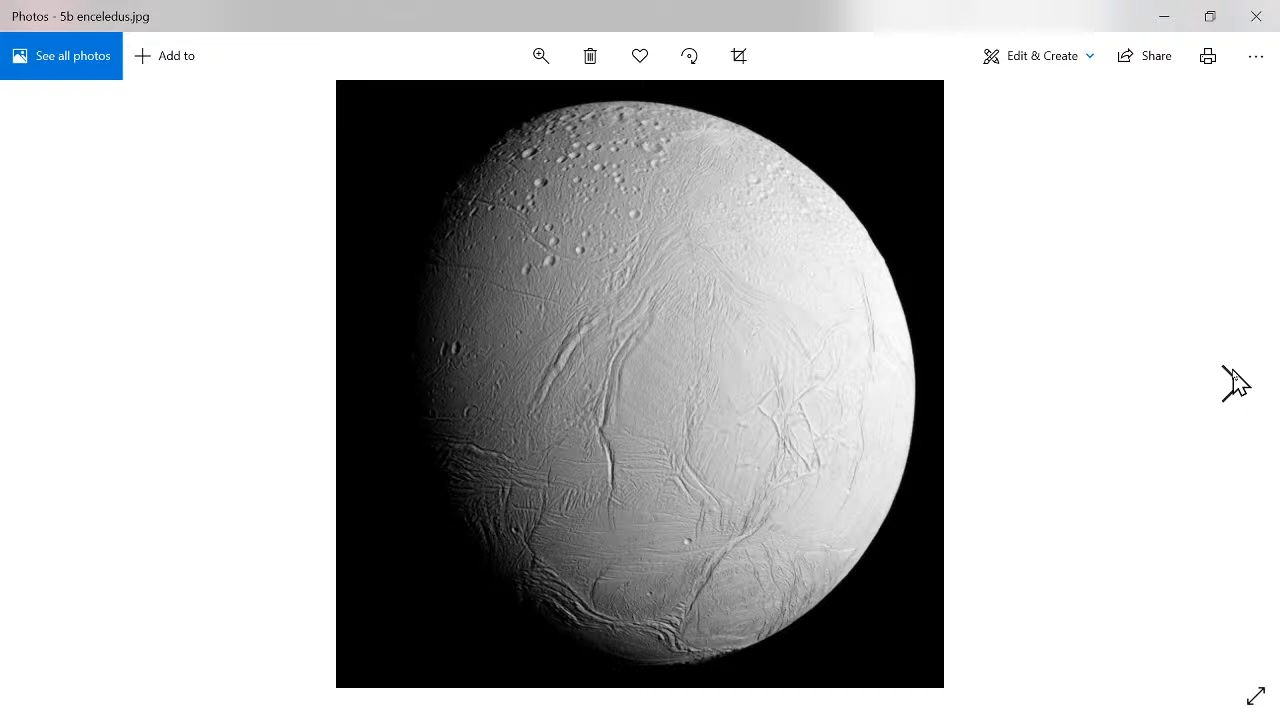 Photos - 5b enceledus.jpg
See all photos
Add to
Edit & Create
Share